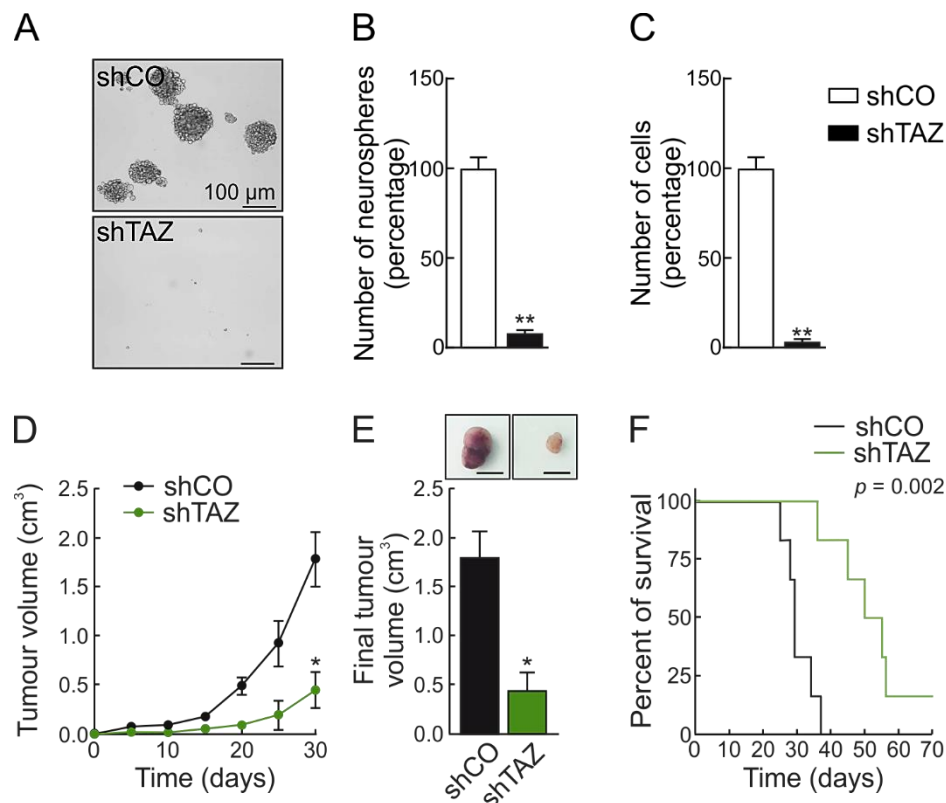 A
shCO
100 µm
shTAZ
B
Number of neurospheres
(percentage)
150
100
50
0
**
C
Number of cells
(percentage)
150
100
50
0
**
shCO
shTAZ
D
Tumour volume (cm³)
2.5
2.0
1.5
1.0
0.5
0.0
shCO
shTAZ
*
0 10 20 30
Time (days)
E
Final tumour
volume (cm³)
2.5
2.0
1.5
1.0
0.5
0.0
*
shCO
shTAZ
F
shCO
shTAZ
p = 0.002
Percent of survival
100
75
50
25
0
0 10 20 30 40 50 60 70
Time (days)